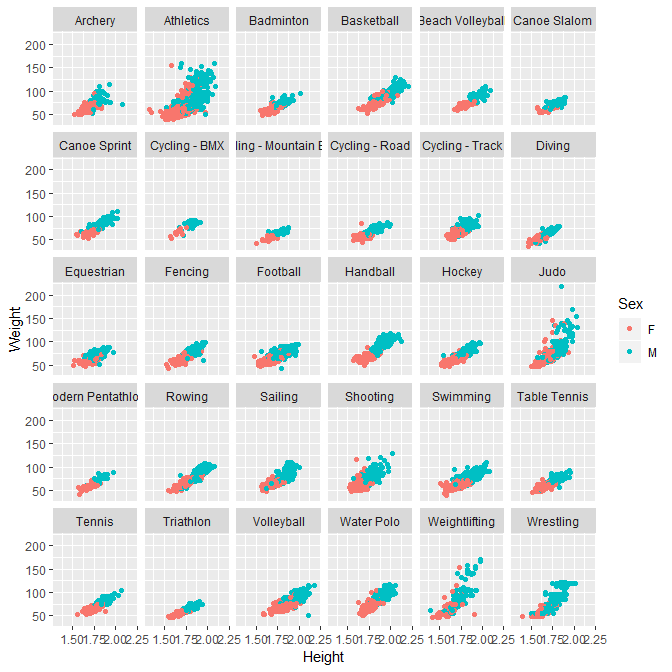 Archery Athletics Badminton Basketball Beach Volleyball Canoe Slalom
200
150
100
50
Canoe Sprint Cycling - BMX ling - Mountain B Cycling - Road Cycling - Track Diving
200
150
100
50
Equestrian Fencing Football Handball Hockey Judo
200
150
100
50
odern Pentathlo Rowing Sailing Shooting Swimming Table Tennis
200
150
100
50
Tennis Triathlon Volleyball Water Polo Weightlifting Wrestling
200
150
100
50
1.50 1.75 2.00 2.25 1.50 1.75 2.00 2.25 1.50 1.75 2.00 2.25 1.50 1.75 2.00 2.25 1.50 1.75 2.00 2.25 1.50 1.75 2.00 2.25
Height
Weight
Sex
F
M